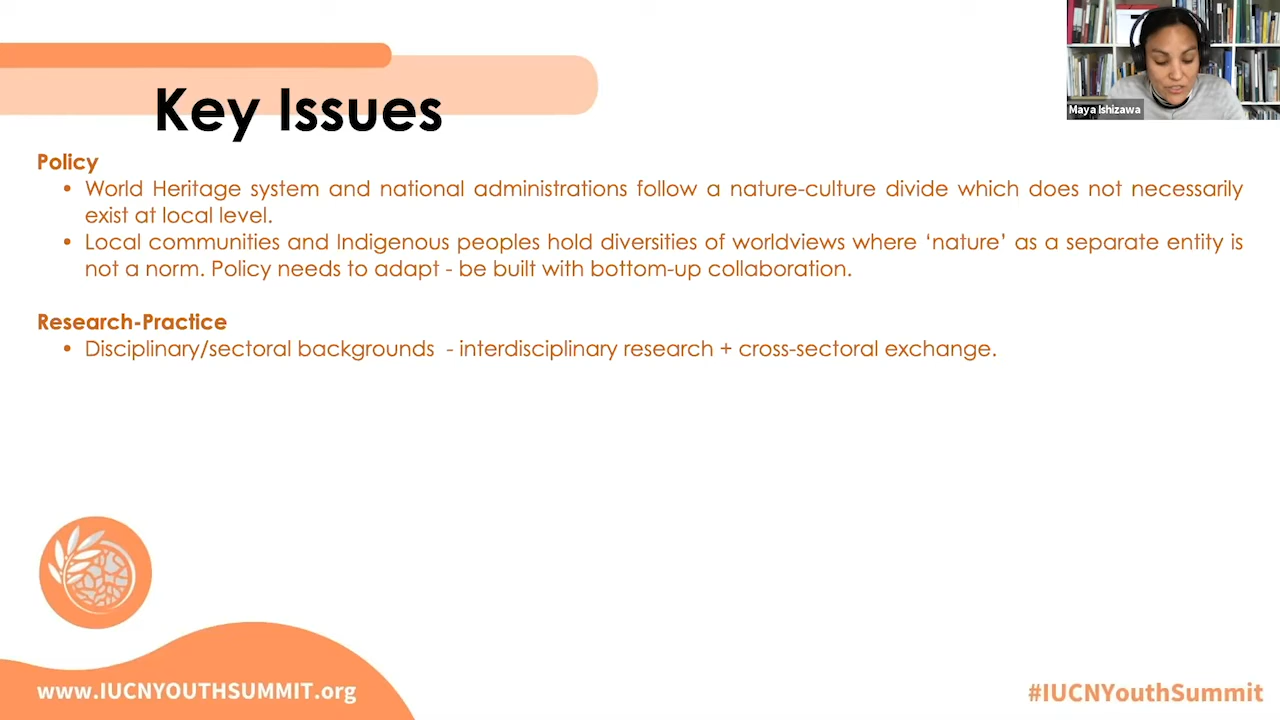 Key Issues
Maya Ishizawa
Policy
• World Heritage system and national administrations follow a nature-culture divide which does not necessarily
exist at local level.
• Local communities and Indigenous peoples hold diversities of worldviews where ‘nature’ as a separate entity is
not a norm. Policy needs to adapt - be built with bottom-up collaboration.
Research-Practice
• Disciplinary/sectoral backgrounds - interdisciplinary research + cross-sectoral exchange.
www.IUCNYOUTHSUMMIT.org
#IUCNYouthSummit